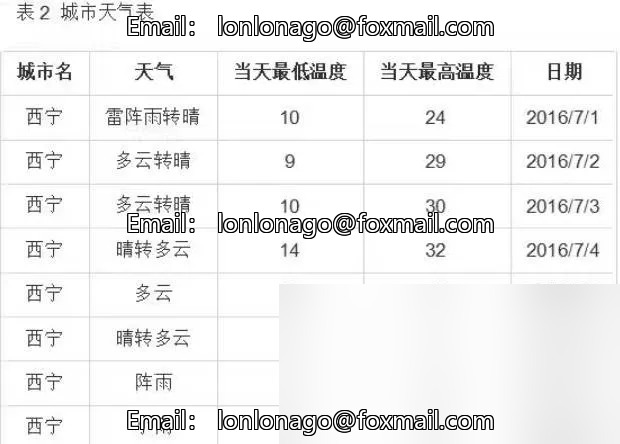 表 2 城市天气表
Email: lonlonago@foxmail.com
城市名 天气 当天最低温度 当天最高温度 日期
西宁 雷阵雨转晴 10 24 2016/7/1
西宁 多云转晴 9 29 2016/7/2
西宁 多云转晴 10 30 2016/7/3
Email: lonlonago@foxmail.com
西宁 晴转多云 14 32 2016/7/4
西宁 多云
西宁 晴转多云
西宁 阵雨
西宁
Email: lonlonago@foxmail.com